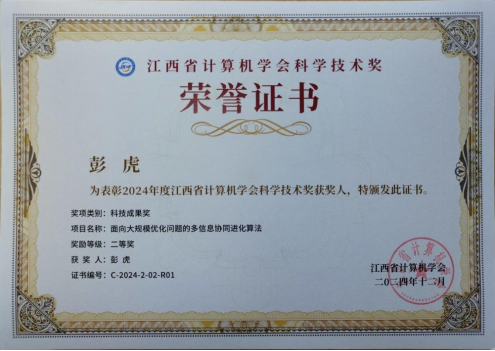 江西省计算机学会科学技术奖
荣誉证书
彭 虎
为表彰2024年度江西省计算机学会科学技术奖获奖人，特颁发此证书。
奖项类别：科技成果奖
项目名称：面向大规模优化问题的多信息协同进化算法
奖励等级：二等奖
获 奖 人：彭 虎
证书编号：C-2024-2-02-R01
江西省计算机学会
二〇二四年十二月